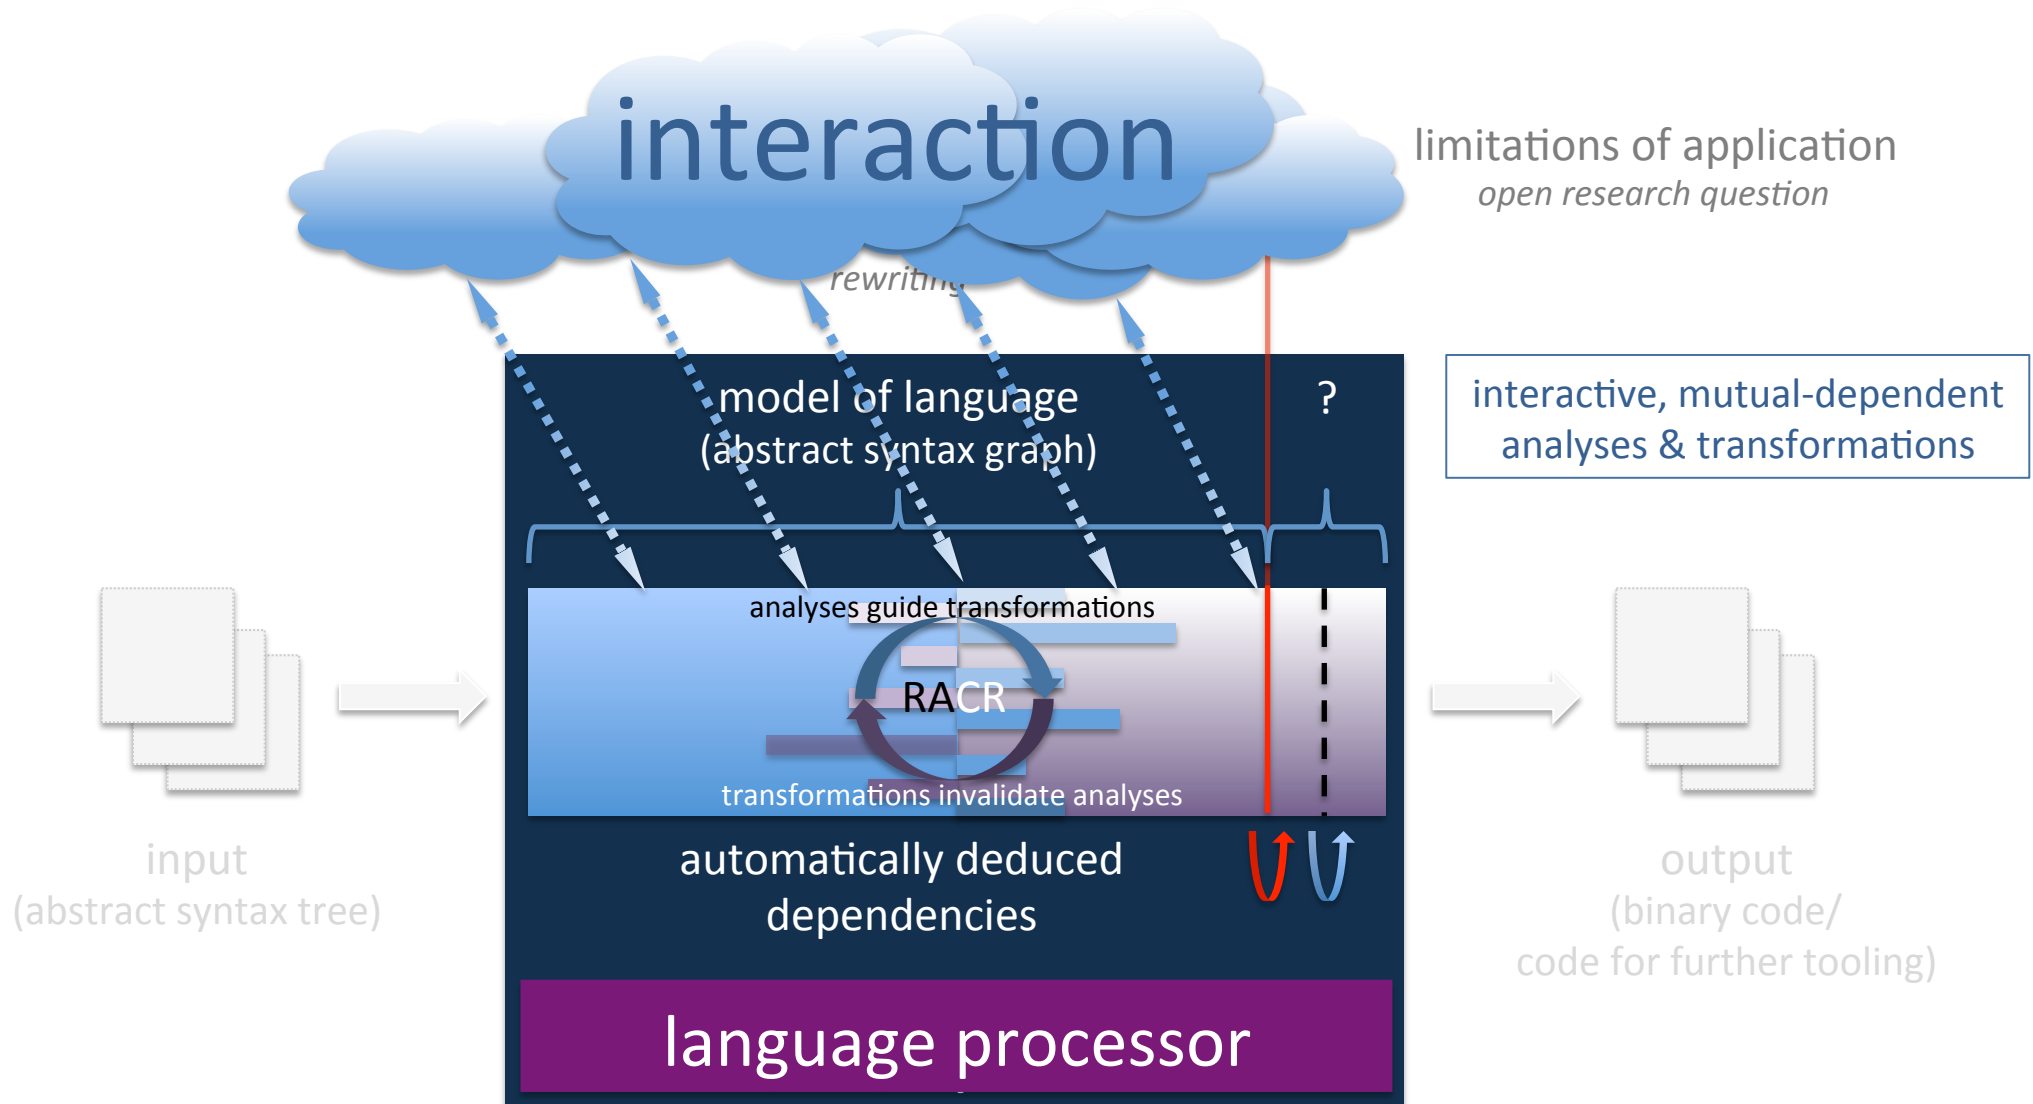 interaction
limitations of application
open research question
rewriting
model of language
(abstract syntax graph)
?
interactive, mutual-dependent
analyses & transformations
analyses guide transformations
RACR
transformations invalidate analyses
automatically deduced
dependencies
input
(abstract syntax tree)
output
(binary code/
code for further tooling)
language processor